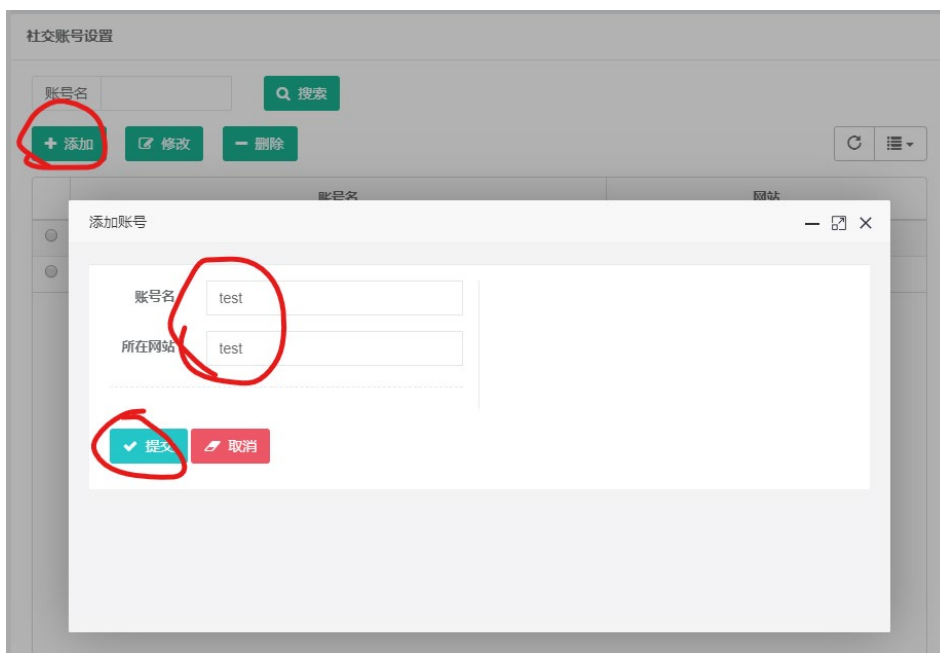 社交账号设置
账号名
搜索
添加 修改 删除
账号名 网站
添加账号
账号名 test
所在网站 test
提交 取消